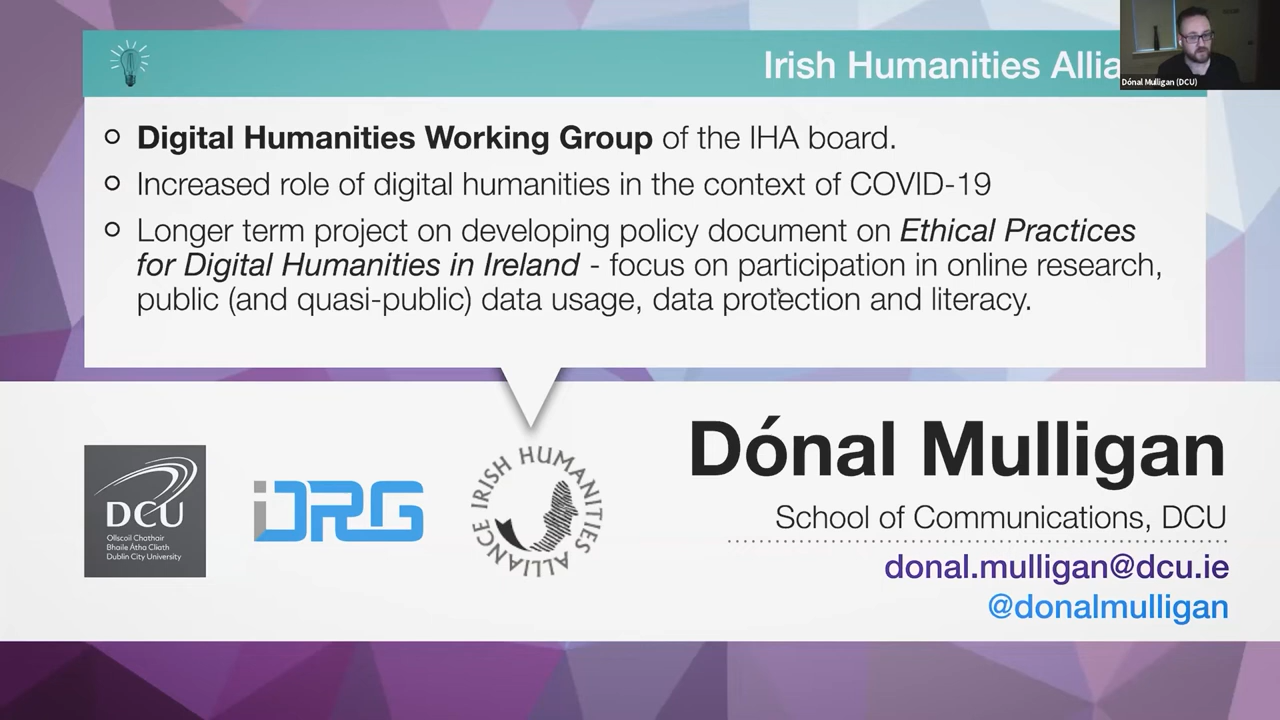 Irish Humanities Allia
Dónal Mulligan (DCU)
Digital Humanities Working Group of the IHA board.
Increased role of digital humanities in the context of COVID-19
Longer term project on developing policy document on Ethical Practices
for Digital Humanities in Ireland - focus on participation in online research,
public (and quasi-public) data usage, data protection and literacy.
DCU
Ollscoil Chathair
Bhaile Átha Cliath
Dublin City University
iDRG
IRISH HUMANITIES ALLIANCE
Dónal Mulligan
School of Communications, DCU
donal.mulligan@dcu.ie
@donalmulligan